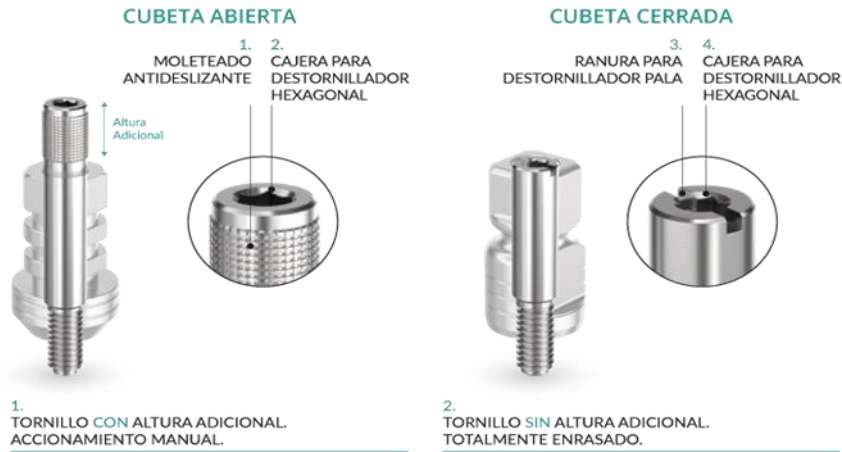 CUBETA ABIERTA
1.
MOLETEADO
ANTIDESLIZANTE
2.
CAJERA PARA
DESTORNILLADOR
HEXAGONAL
Altura
Adicional
1.
TORNILLO CON ALTURA ADICIONAL.
ACCIONAMIENTO MANUAL.
CUBETA CERRADA
3.
RANURA PARA
DESTORNILLADOR PALA
4.
CAJERA PARA
DESTORNILLADOR
HEXAGONAL
2.
TORNILLO SIN ALTURA ADICIONAL.
TOTALMENTE ENRASADO.